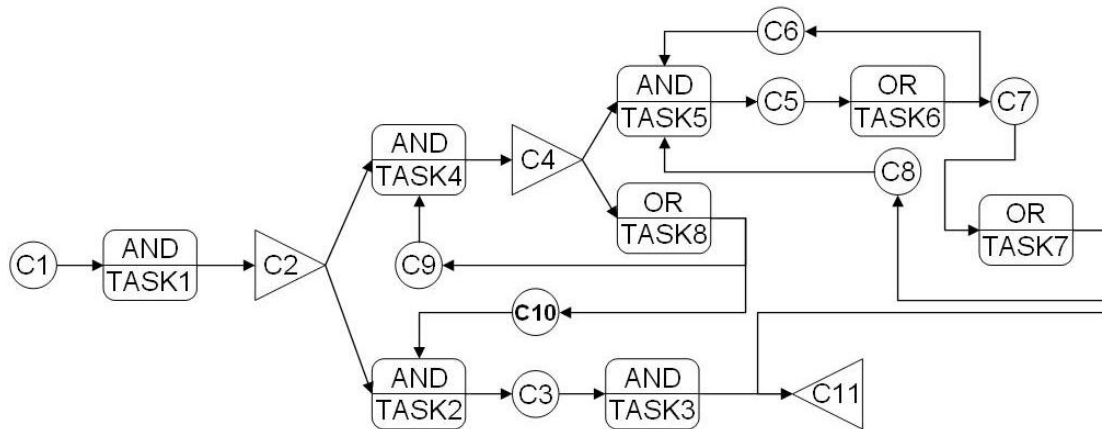 C6
AND
TASK5
C5
OR
TASK6
C7
AND
TASK4
C4
C8
OR
TASK8
OR
TASK7
C1
AND
TASK1
C2
C9
C10
AND
TASK2
C3
AND
TASK3
C11